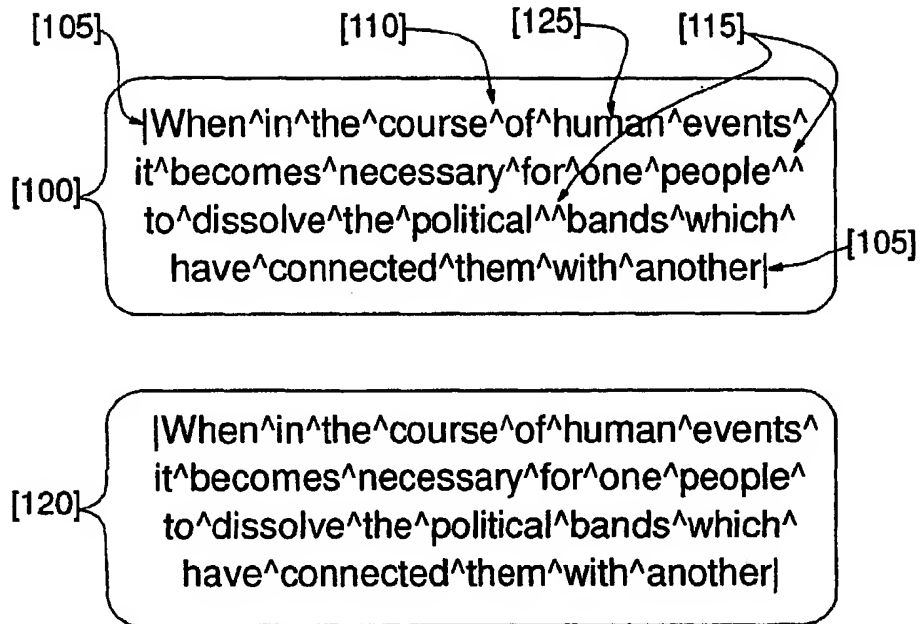 [105] [110] [125] [115]
|When^in^the^course^of^human^events^
it^becomes^necessary^for^one^people^^
[100]
to^dissolve^the^political^^bands^which^
[105]
have^connected^them^with^another|
|When^in^the^course^of^human^events^
it^becomes^necessary^for^one^people^
[120]
to^dissolve^the^political^bands^which^
have^connected^them^with^another|